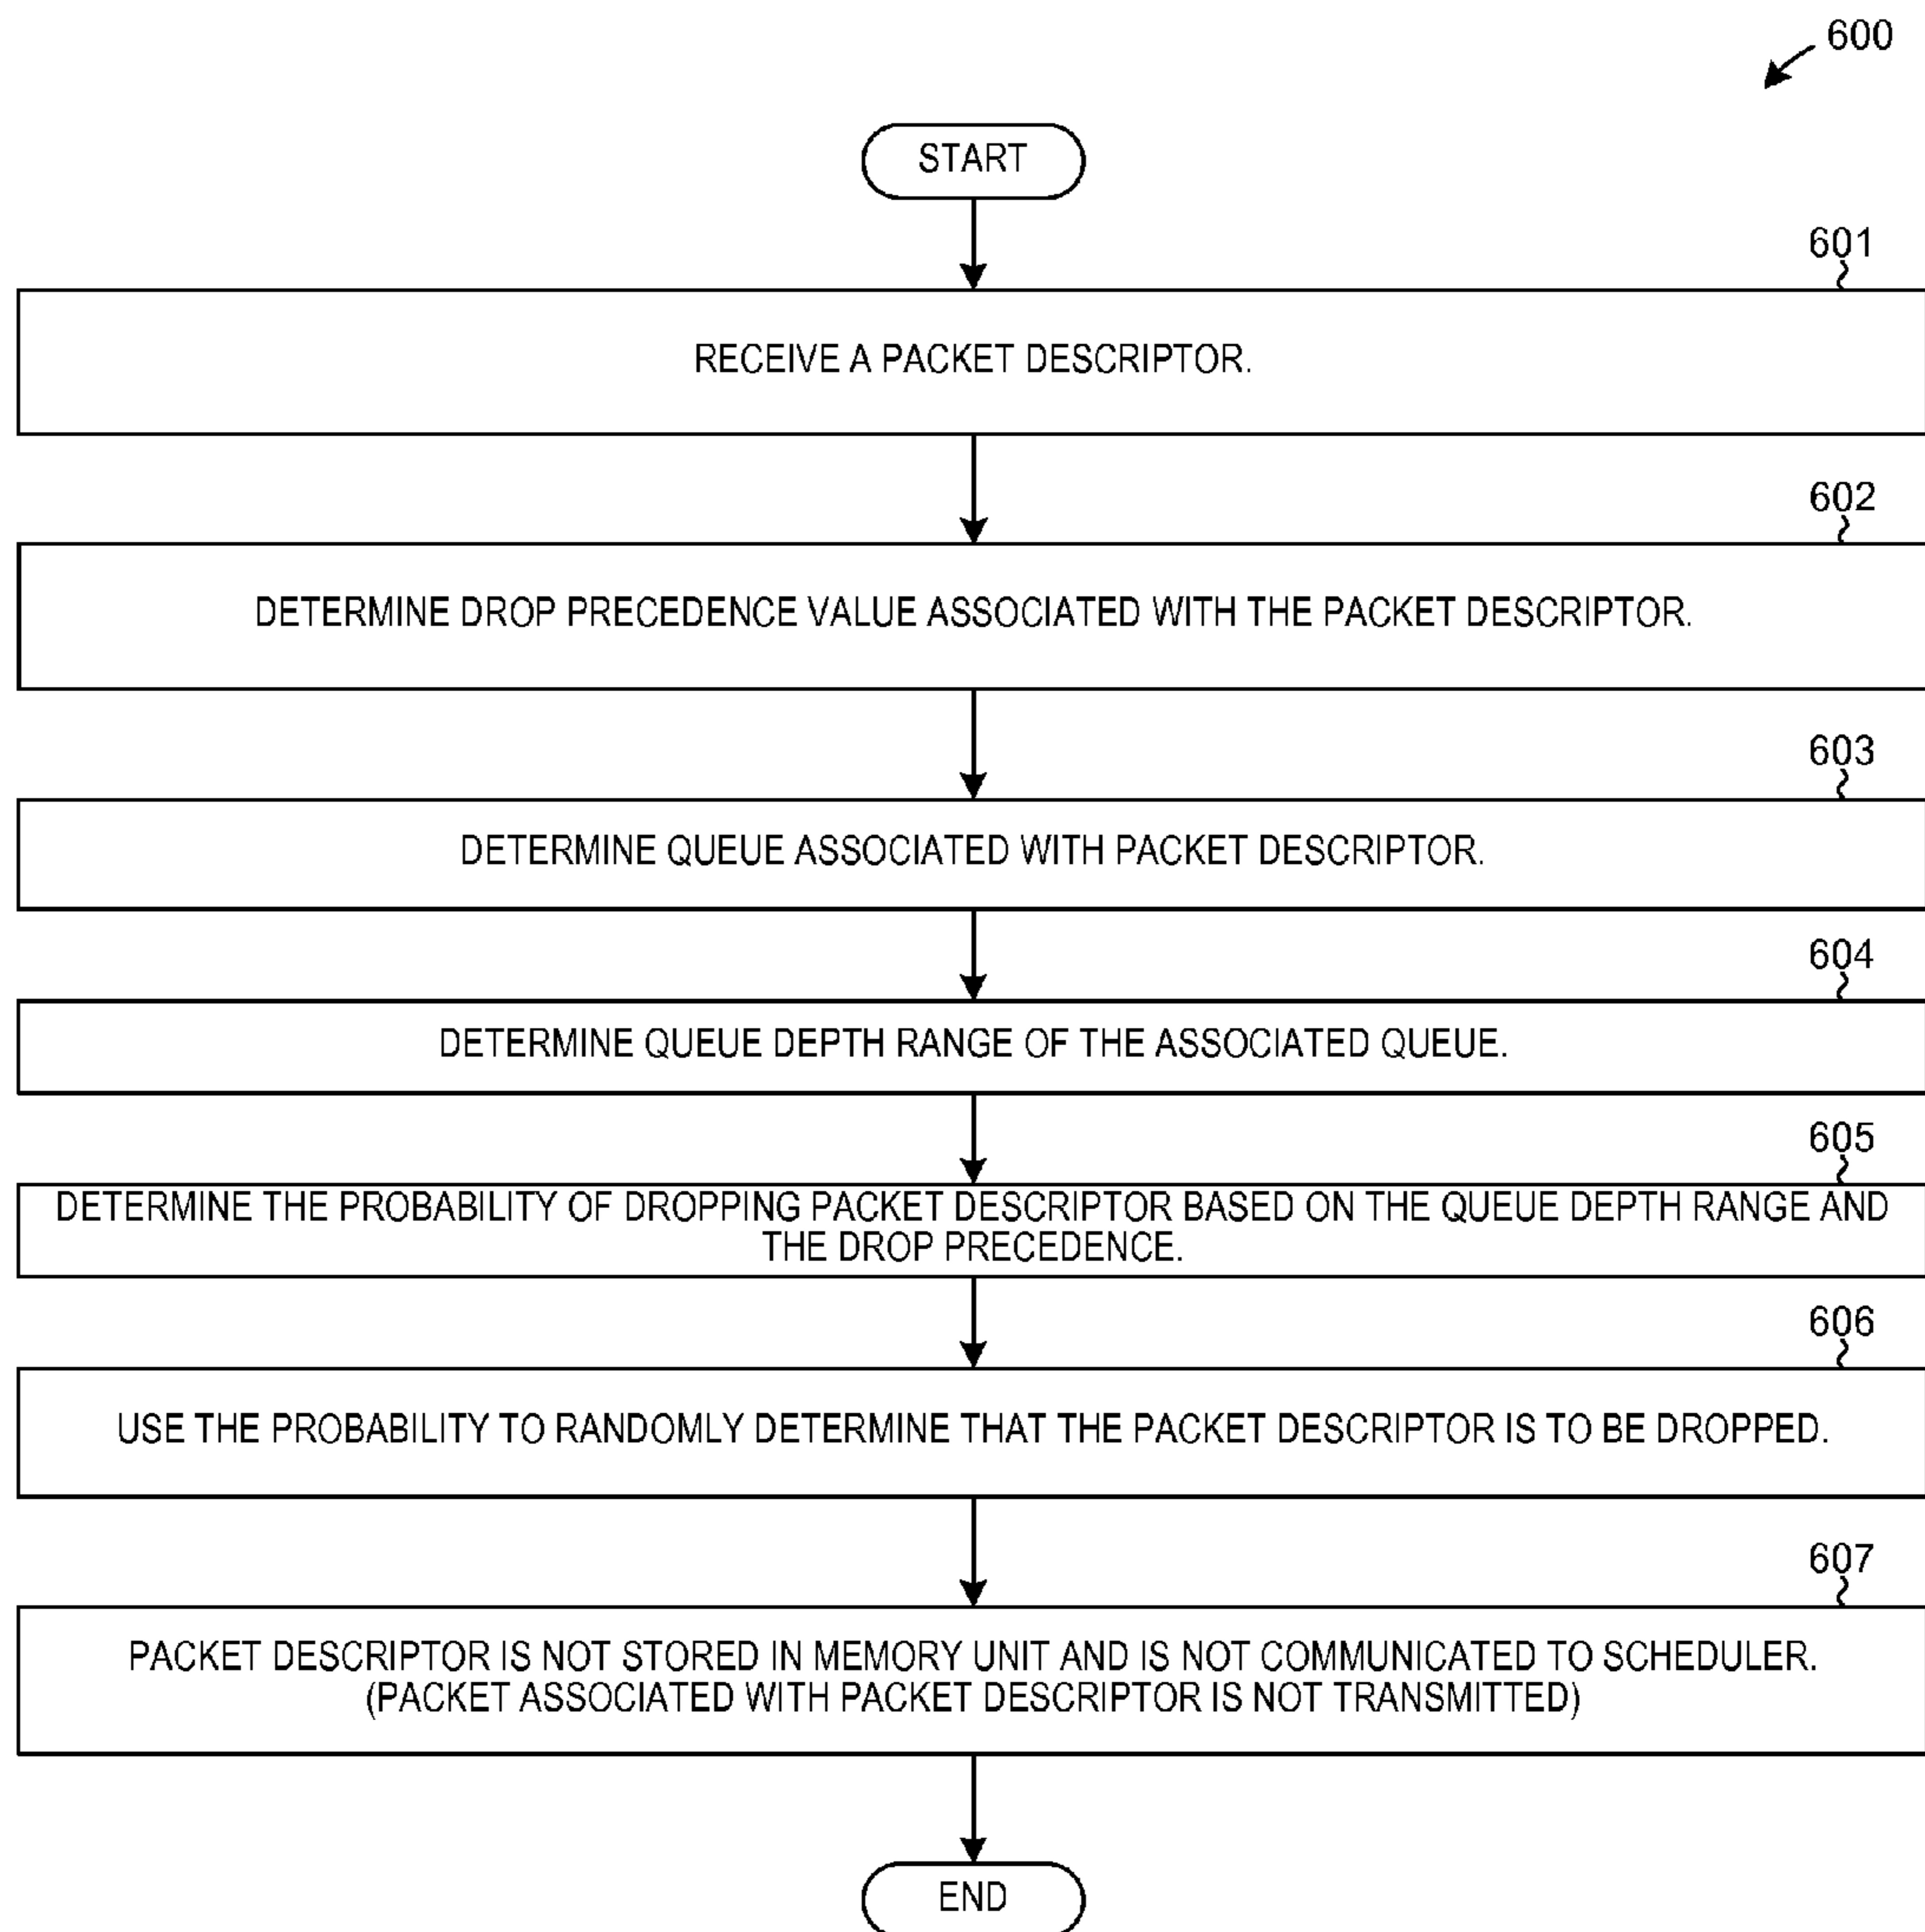 600
START
601
RECEIVE A PACKET DESCRIPTOR.
602
DETERMINE DROP PRECEDENCE VALUE ASSOCIATED WITH THE PACKET DESCRIPTOR.
603
DETERMINE QUEUE ASSOCIATED WITH PACKET DESCRIPTOR.
604
DETERMINE QUEUE DEPTH RANGE OF THE ASSOCIATED QUEUE.
605
DETERMINE THE PROBABILITY OF DROPPING PACKET DESCRIPTOR BASED ON THE QUEUE DEPTH RANGE AND
THE DROP PRECEDENCE.
606
USE THE PROBABILITY TO RANDOMLY DETERMINE THAT THE PACKET DESCRIPTOR IS TO BE DROPPED.
607
PACKET DESCRIPTOR IS NOT STORED IN MEMORY UNIT AND IS NOT COMMUNICATED TO SCHEDULER.
(PACKET ASSOCIATED WITH PACKET DESCRIPTOR IS NOT TRANSMITTED)
END